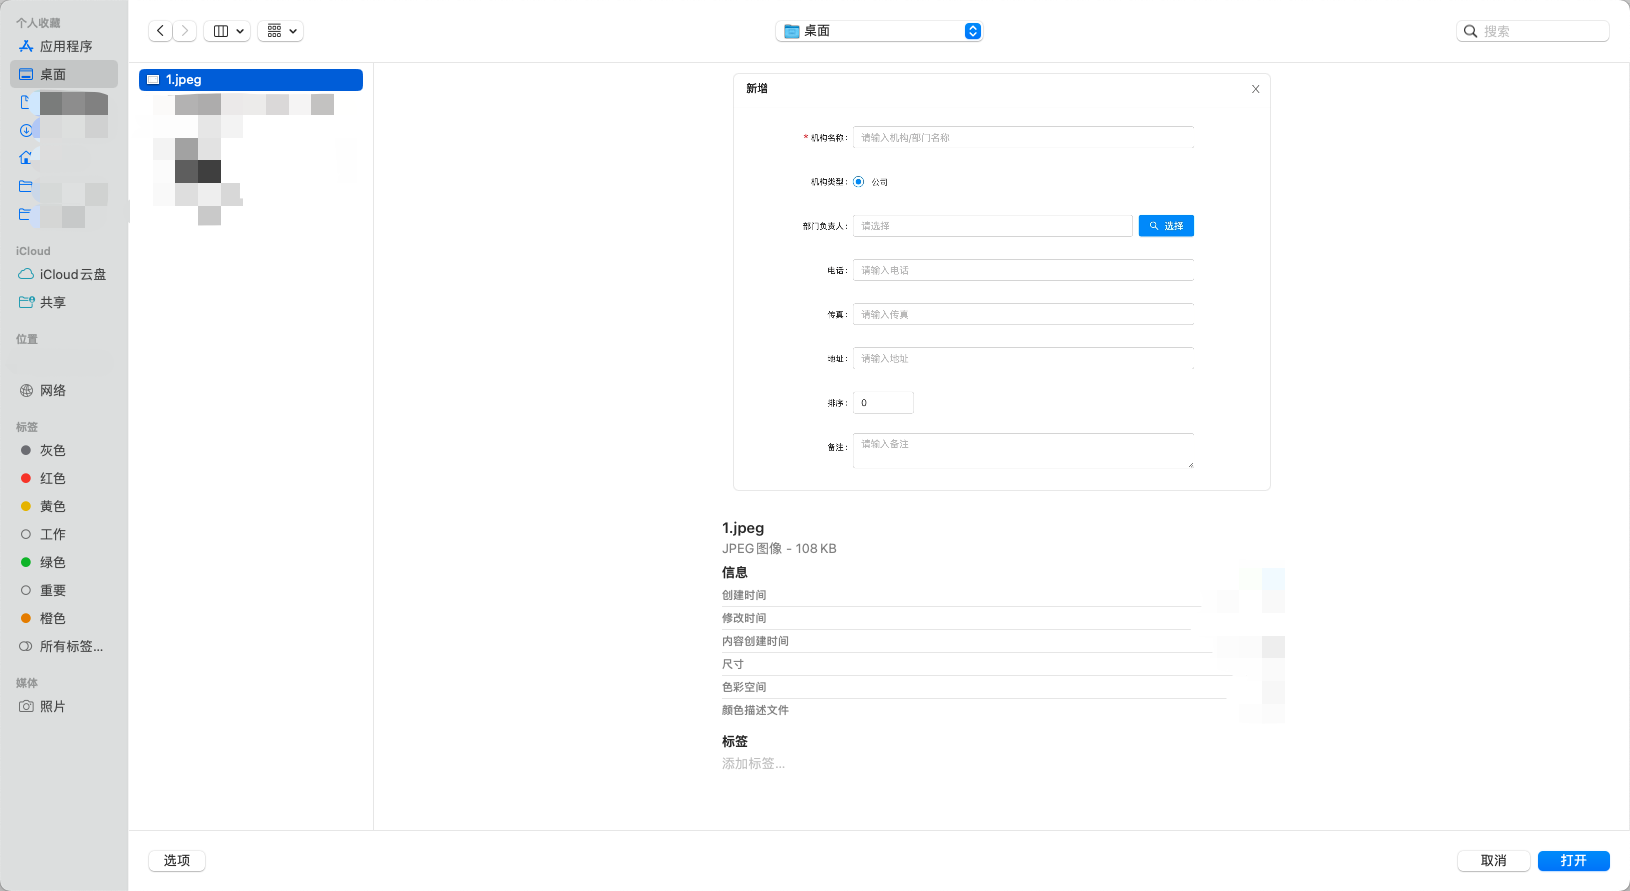 个人收藏
应用程序
桌面
iCloud
iCloud云盘
共享
位置
网络
标签
灰色
红色
黄色
工作
绿色
重要
橙色
所有标签...
媒体
照片
桌面
搜索
1.jpeg
新增
* 机构名称: 请输入机构/部门名称
机构类型: 公司
部门负责人: 请选择 选择
电话: 请输入电话
传真: 请输入传真
地址: 请输入地址
排序: 0
备注: 请输入备注
1.jpeg
JPEG图像 - 108 KB
信息
创建时间
修改时间
内容创建时间
尺寸
色彩空间
颜色描述文件
标签
添加标签...
选项
取消
打开